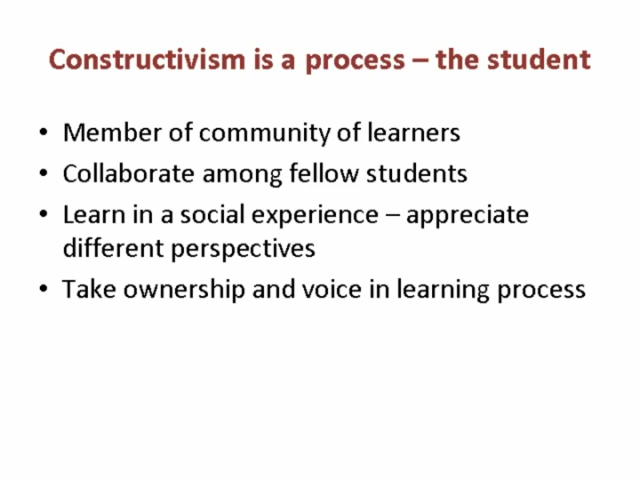 Constructivism is a process – the student
• Member of community of learners
• Collaborate among fellow students
• Learn in a social experience – appreciate
different perspectives
• Take ownership and voice in learning process